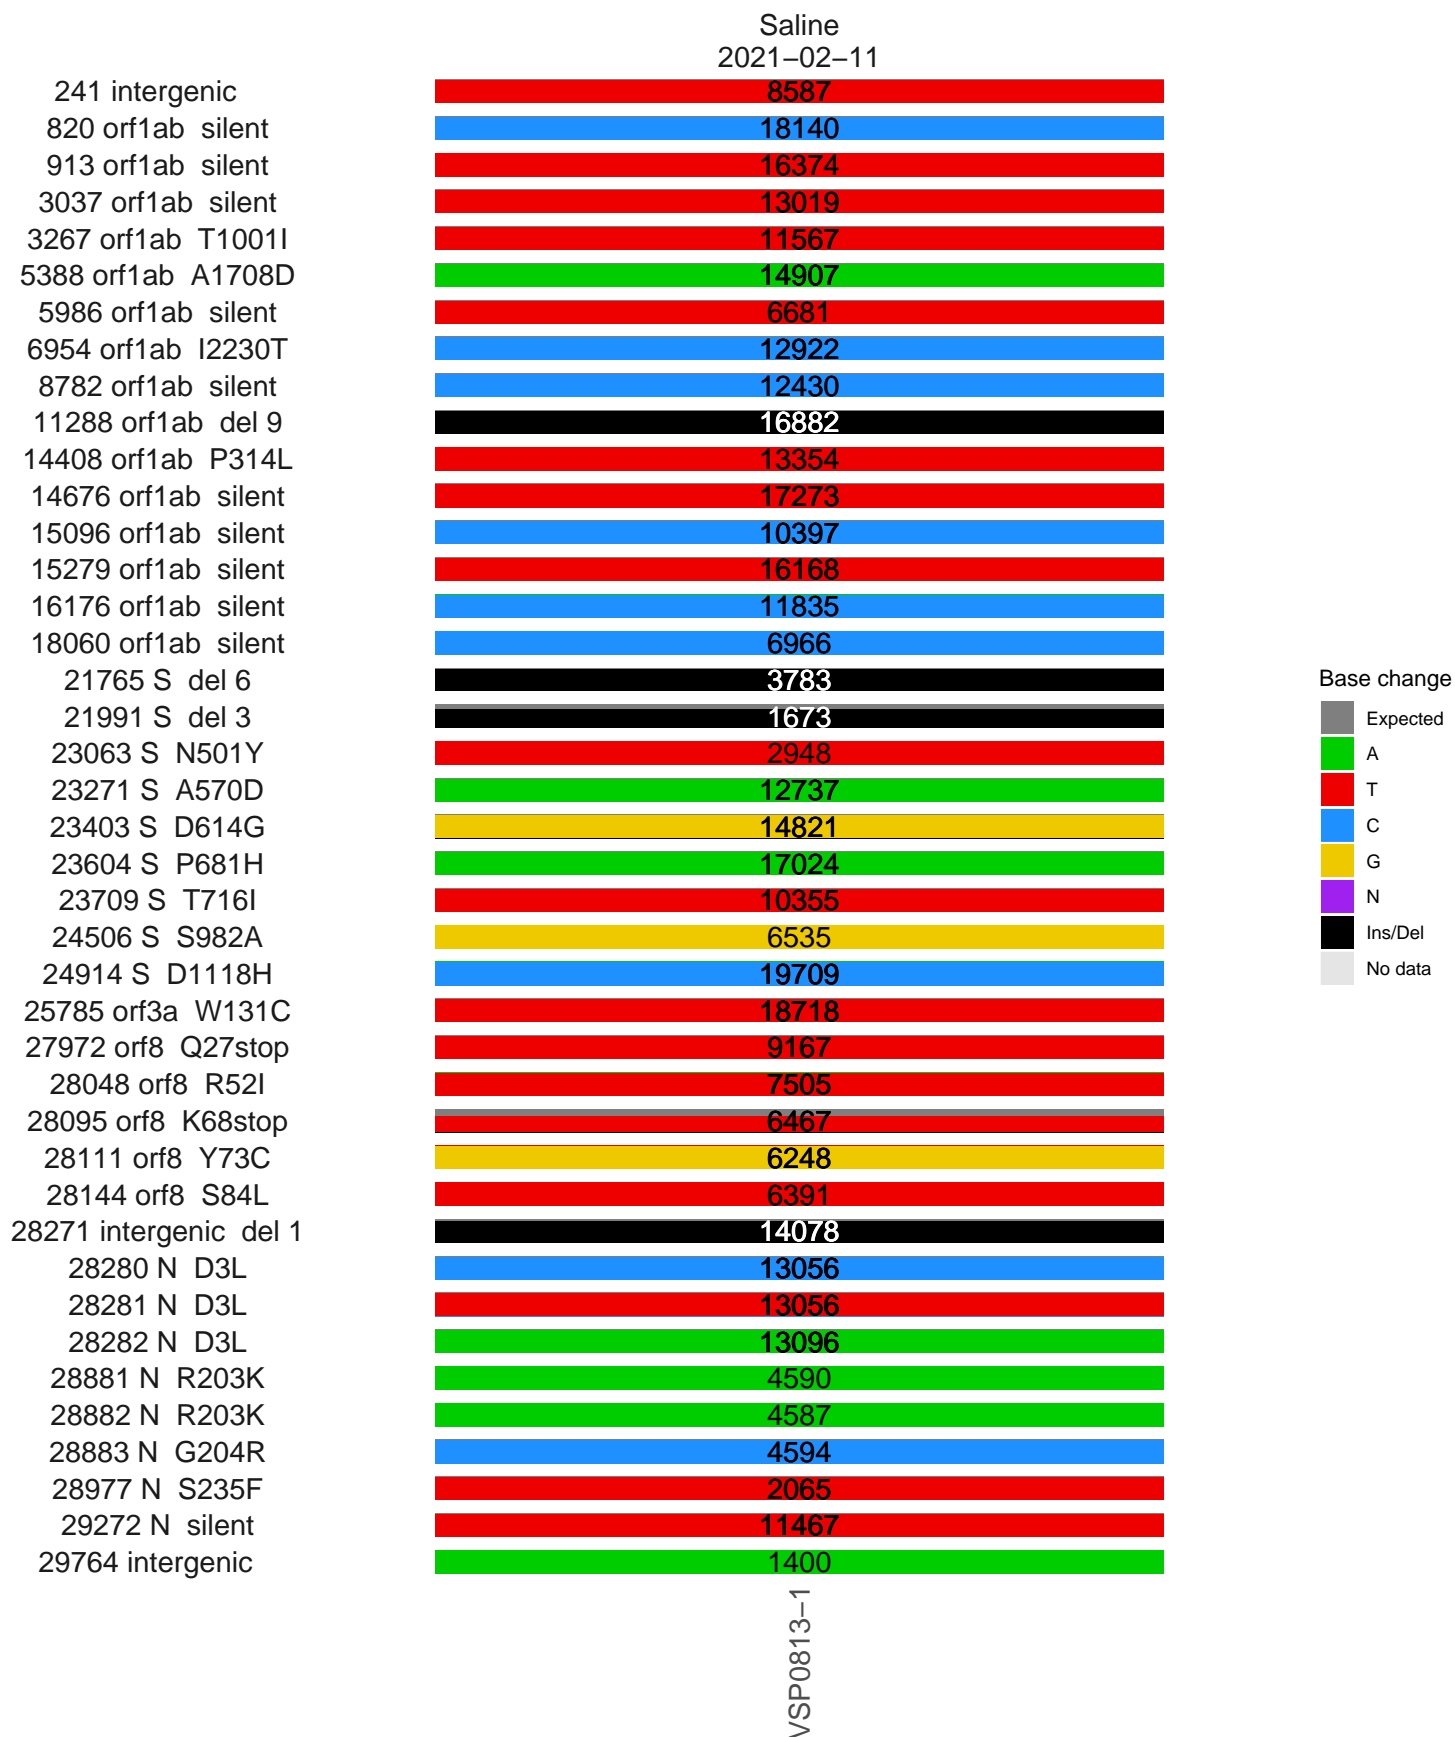 Saline
2021−02−11
241 intergenic 8587
820 orf1ab silent 18140
913 orf1ab silent 16374
3037 orf1ab silent 13019
3267 orf1ab T1001I 11567
5388 orf1ab A1708D 14907
5986 orf1ab silent 6681
6954 orf1ab I2230T 12922
8782 orf1ab silent 12430
11288 orf1ab del 9 16882
14408 orf1ab P314L 13354
14676 orf1ab silent 17273
15096 orf1ab silent 10397
15279 orf1ab silent 16168
16176 orf1ab silent 11835
18060 orf1ab silent 6966
21765 S del 6 3783
21991 S del 3 1673
23063 S N501Y 2948
23271 S A570D 12737
23403 S D614G 14821
23604 S P681H 17024
23709 S T716I 10355
24506 S S982A 6535
24914 S D1118H 19709
25785 orf3a W131C 18718
27972 orf8 Q27stop 9167
28048 orf8 R52I 7505
28095 orf8 K68stop 6467
28111 orf8 Y73C 6248
28144 orf8 S84L 6391
28271 intergenic del 1 14078
28280 N D3L 13056
28281 N D3L 13056
28282 N D3L 13096
28881 N R203K 4590
28882 N R203K 4587
28883 N G204R 4594
28977 N S235F 2065
29272 N silent 11467
29764 intergenic 1400
VSP0813−1
Base change
Expected
A
T
C
G
N
Ins/Del
No data